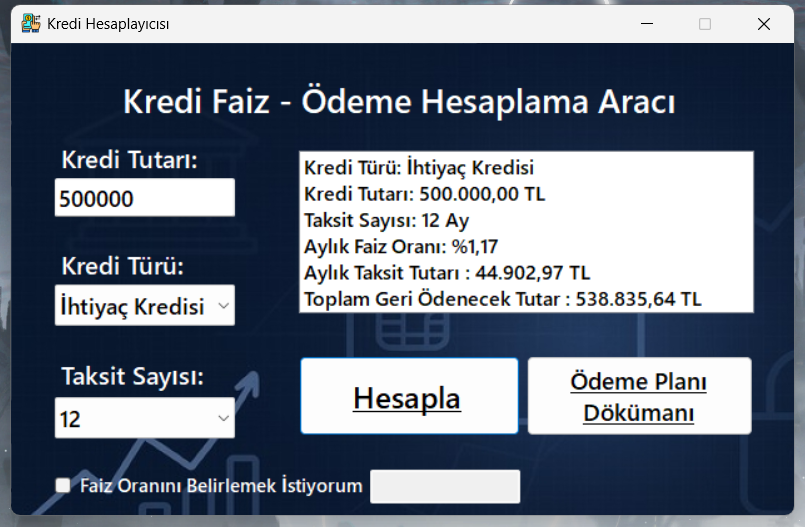 Kredi Hesaplayıcısı
Kredi Faiz - Ödeme Hesaplama Aracı
Kredi Tutarı:
500000
Kredi Türü:
İhtiyaç Kredisi
Taksit Sayısı:
12
Kredi Türü: İhtiyaç Kredisi
Kredi Tutarı: 500.000,00 TL
Taksit Sayısı: 12 Ay
Aylık Faiz Oranı: %1,17
Aylık Taksit Tutarı : 44.902,97 TL
Toplam Geri Ödenecek Tutar : 538.835,64 TL
Hesapla
Ödeme Planı
Dökümanı
Faiz Oranını Belirlemek İstiyorum